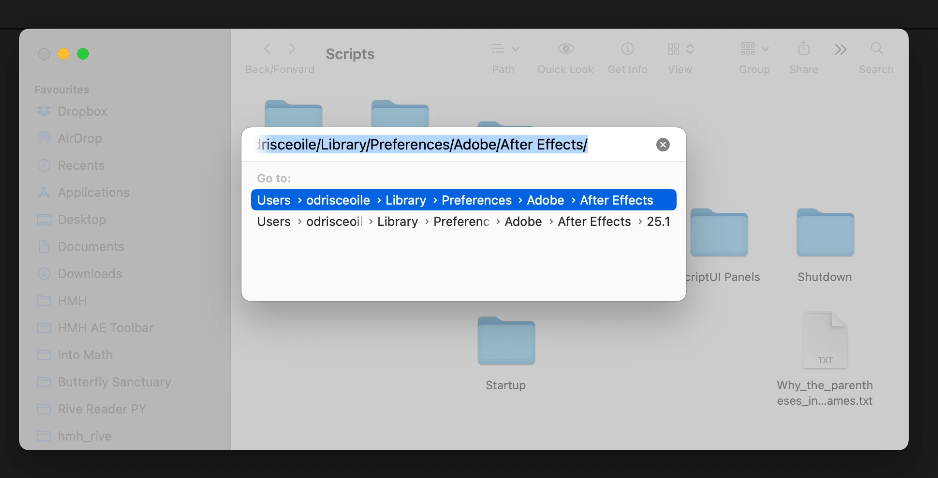 Scripts
Back/Forward
Path
Quick Look
Get Info
View
Group
Share
Search
Favourites
Dropbox
AirDrop
Recents
Applications
Desktop
Documents
Downloads
HMH
HMH AE Toolbar
Into Math
Butterfly Sanctuary
Rive Reader PY
hmh_rive
drisceoile/Library/Preferences/Adobe/After Effects/
Go to:
Users › odrisceoile › Library › Preferences › Adobe › After Effects
Users › odrisceoil › Library › Preferenc › Adobe › After Effects › 25.1
criptUI Panels
Shutdown
Startup
TXT
Why_the_parenth
eses_in...ames.txt